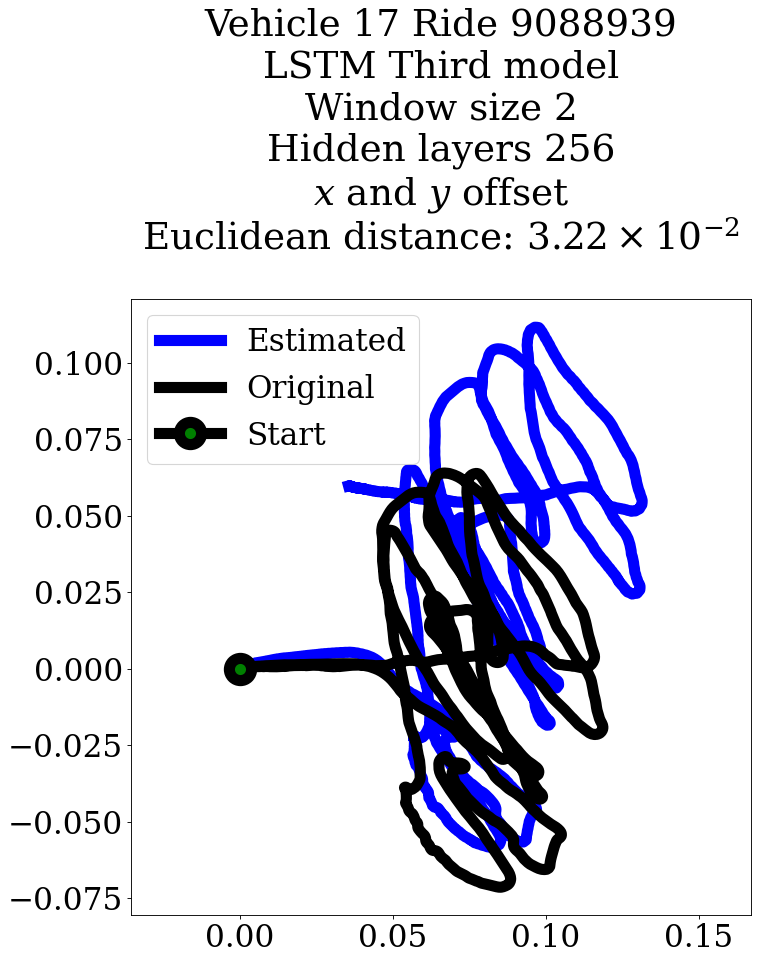 Vehicle 17 Ride 9088939
LSTM Third model
Window size 2
Hidden layers 256
x and y offset
Euclidean distance: 3.22 × 10⁻²
Estimated
Original
Start
0.100
0.075
0.050
0.025
0.000
−0.025
−0.050
−0.075
0.00 0.05 0.10 0.15